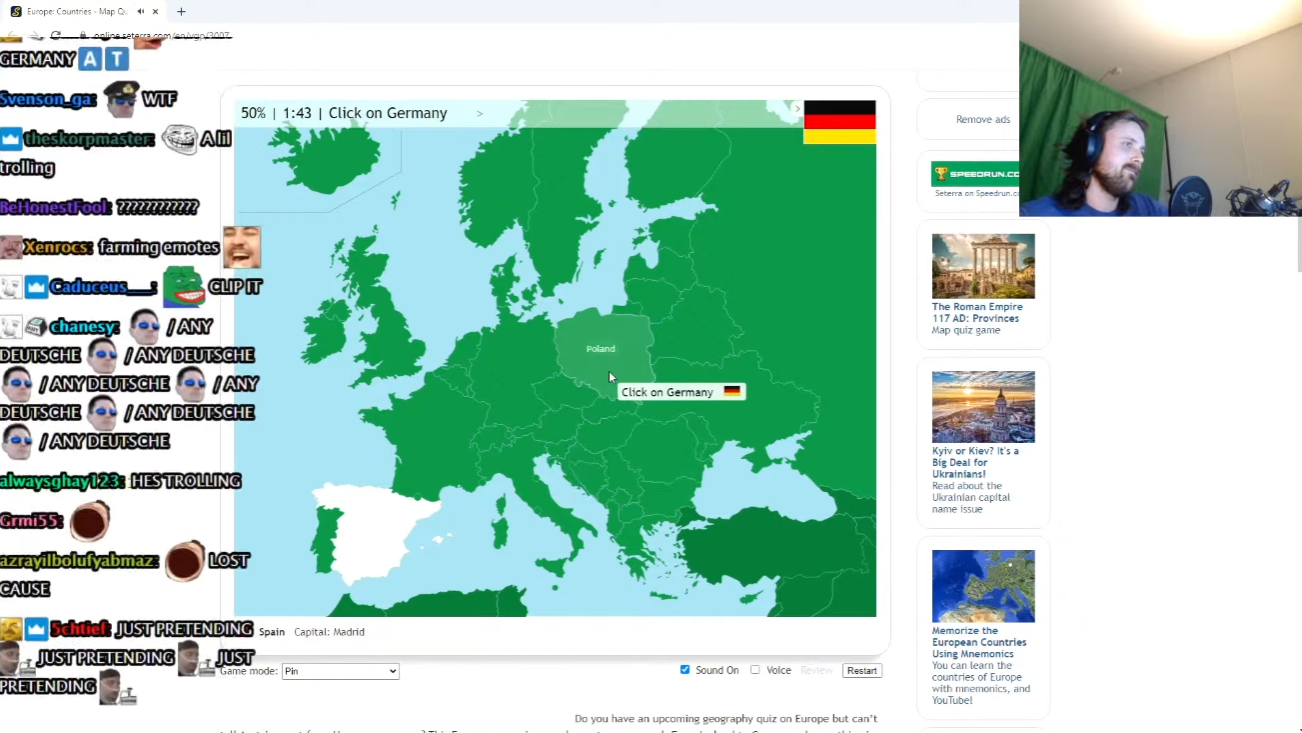 Europe: Countries - Map Qu
online.seterra.com/en/vgp/3007
GERMANY A T
Svenson_ga: WTF
theskorpmaster: A lil
trolling
BeHonestFool: ????????????
Xenrocs: farming emotes
Caduceus___: CLIP IT
chanesy: / ANY
DEUTSCHE / ANY DEUTSCHE
/ ANY DEUTSCHE / ANY
DEUTSCHE / ANY DEUTSCHE
/ ANY DEUTSCHE
alwaysghay123: HES TROLLING
Grmi55:
azrayilbolufyabmaz: LOST
CAUSE
Schtief: JUST PRETENDING
JUST PRETENDING JUST
PRETENDING
50% | 1:43 | Click on Germany >
Poland
Click on Germany
Spain Capital: Madrid
Game mode: Pin
Sound On Voice Review Restart
Do you have an upcoming geography quiz on Europe but can't
Remove ads
SPEEDRUN.CO
Seterra on Speedrun.c
The Roman Empire
117 AD: Provinces
Map quiz game
Kyiv or Kiev? It's a
Big Deal for
Ukrainians!
Read about the
Ukrainian capital
name issue
Memorize the
European Countries
Using Mnemonics
You can learn the
countries of Europe
with mnemonics, and
YouTube!